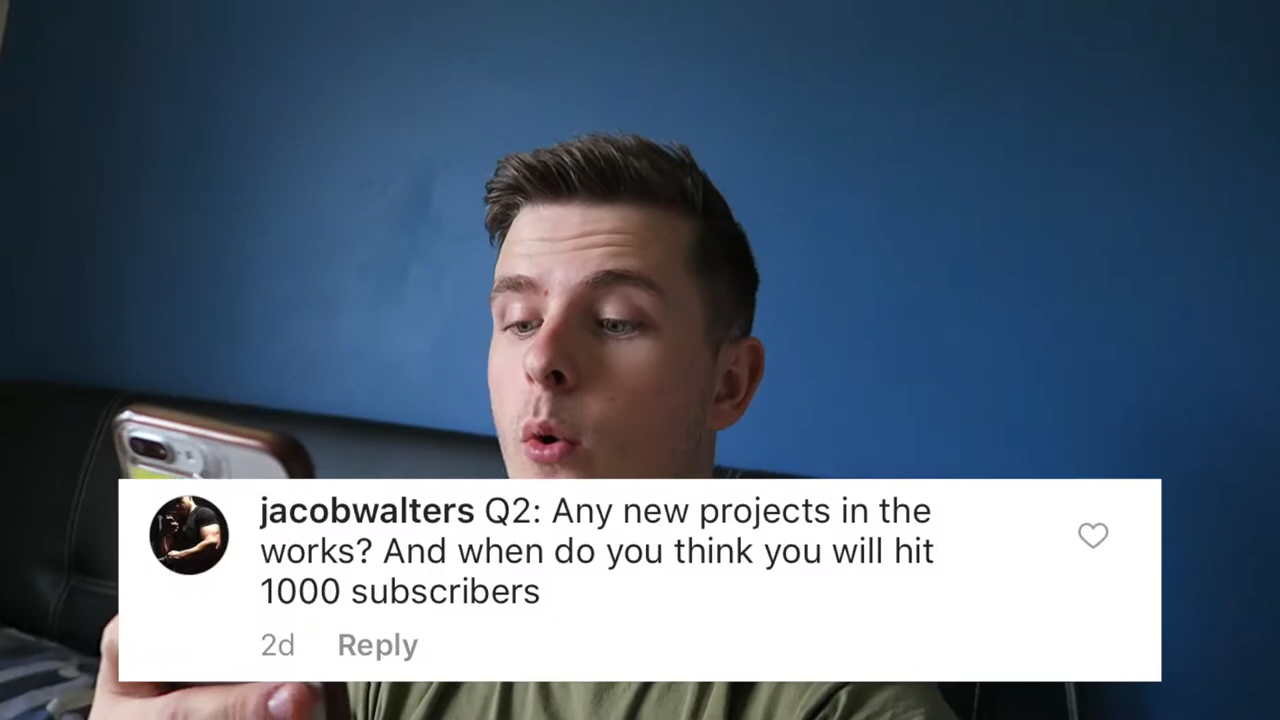 jacobwalters Q2: Any new projects in the
works? And when do you think you will hit
1000 subscribers
2d Reply